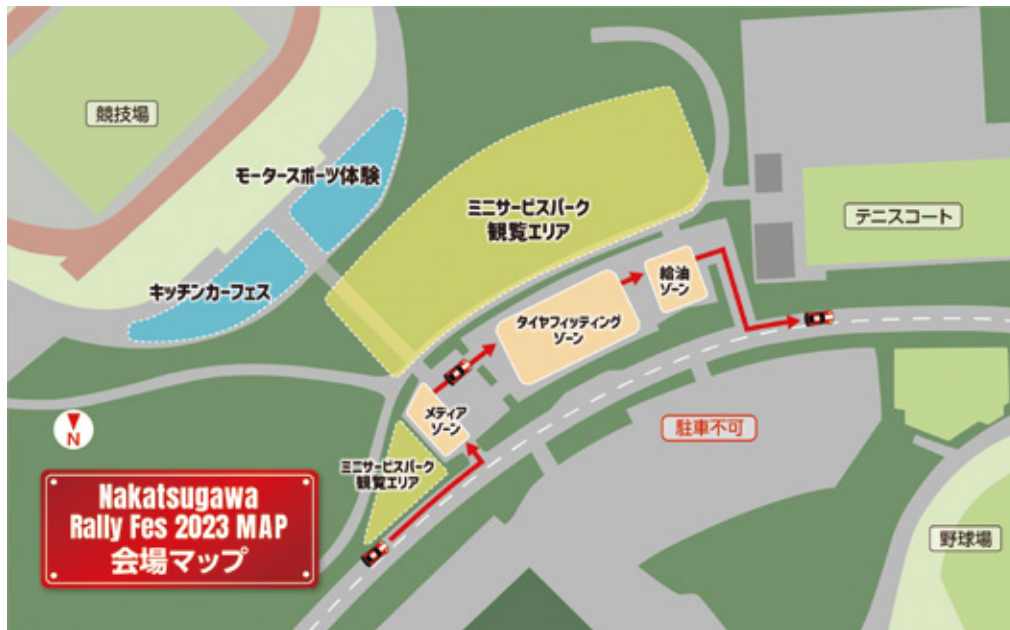 競技場
モータースポーツ体験
キッチンカーフェス
ミニサービスパーク
観覧エリア
テニスコート
給油
ゾーン
タイヤフィッティング
ゾーン
メディア
ゾーン
ミニサービスパーク
観覧エリア
駐車不可
野球場
N
Nakatsugawa
Rally Fes 2023 MAP
会場マップ